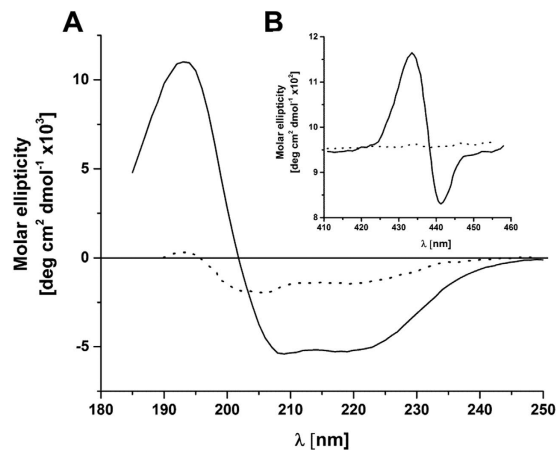 A
Molar ellipticity
[deg cm² dmol⁻¹ x10³]
10
5
0
-5
180 190 200 210 220 230 240 250
λ [nm]
B
Molar ellipticity
[deg cm² dmol⁻¹ x10²]
12
11
10
9
8
410 420 430 440 450 460
λ [nm]